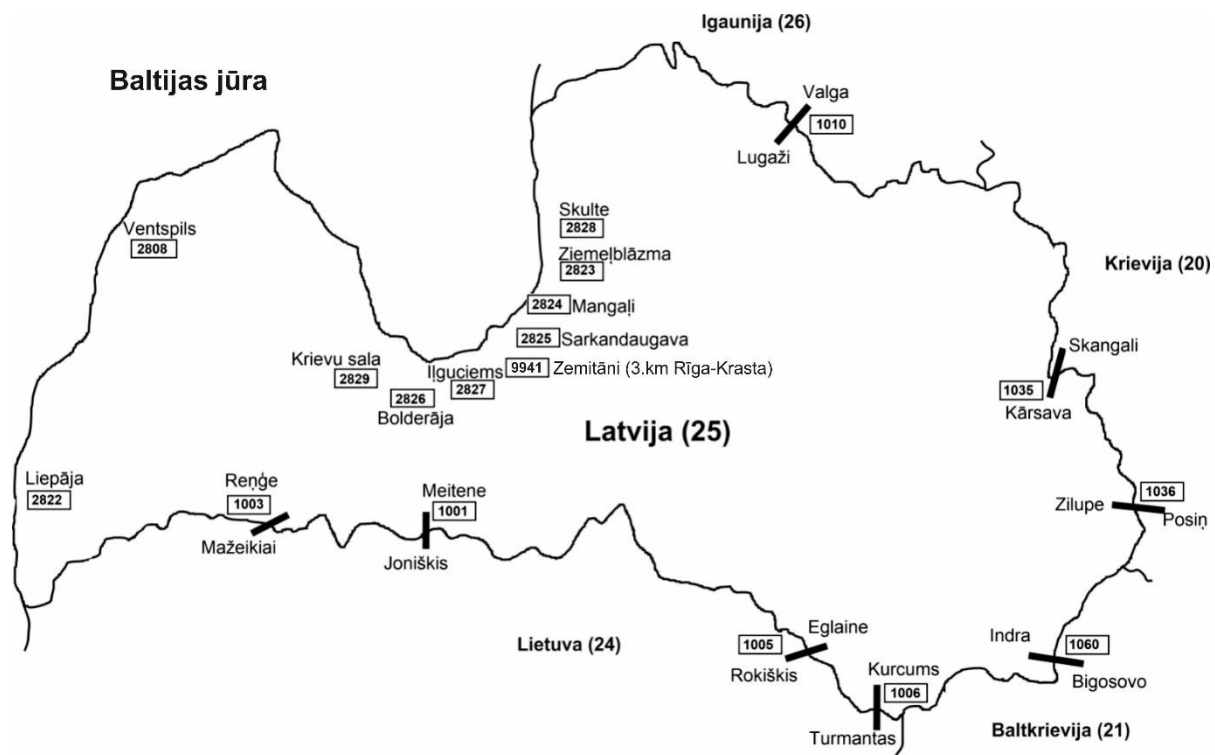 Igaunija (26)
Baltijas jūra
Valga
1010
Lugaži
Skulte
2828
Ventspils
2808
Ziemeļblāzma
2823
Krievija (20)
2824 Mangaļi
2825 Sarkandaugava
Skangali
Krievu sala
2829
Iļguciems
2827
9941 Zemitāni (3.km Rīga-Krasta)
2826
Bolderāja
1035
Kārsava
Latvija (25)
Liepāja
2822
Reņģe
1003
Mažeikiai
Meitene
1001
Joniškis
1036
Zilupe
Posiņ
Lietuva (24)
Eglaine
1005
Rokiškis
Kurcums
1006
Turmantas
Indra
1060
Bigosovo
Baltkrievija (21)